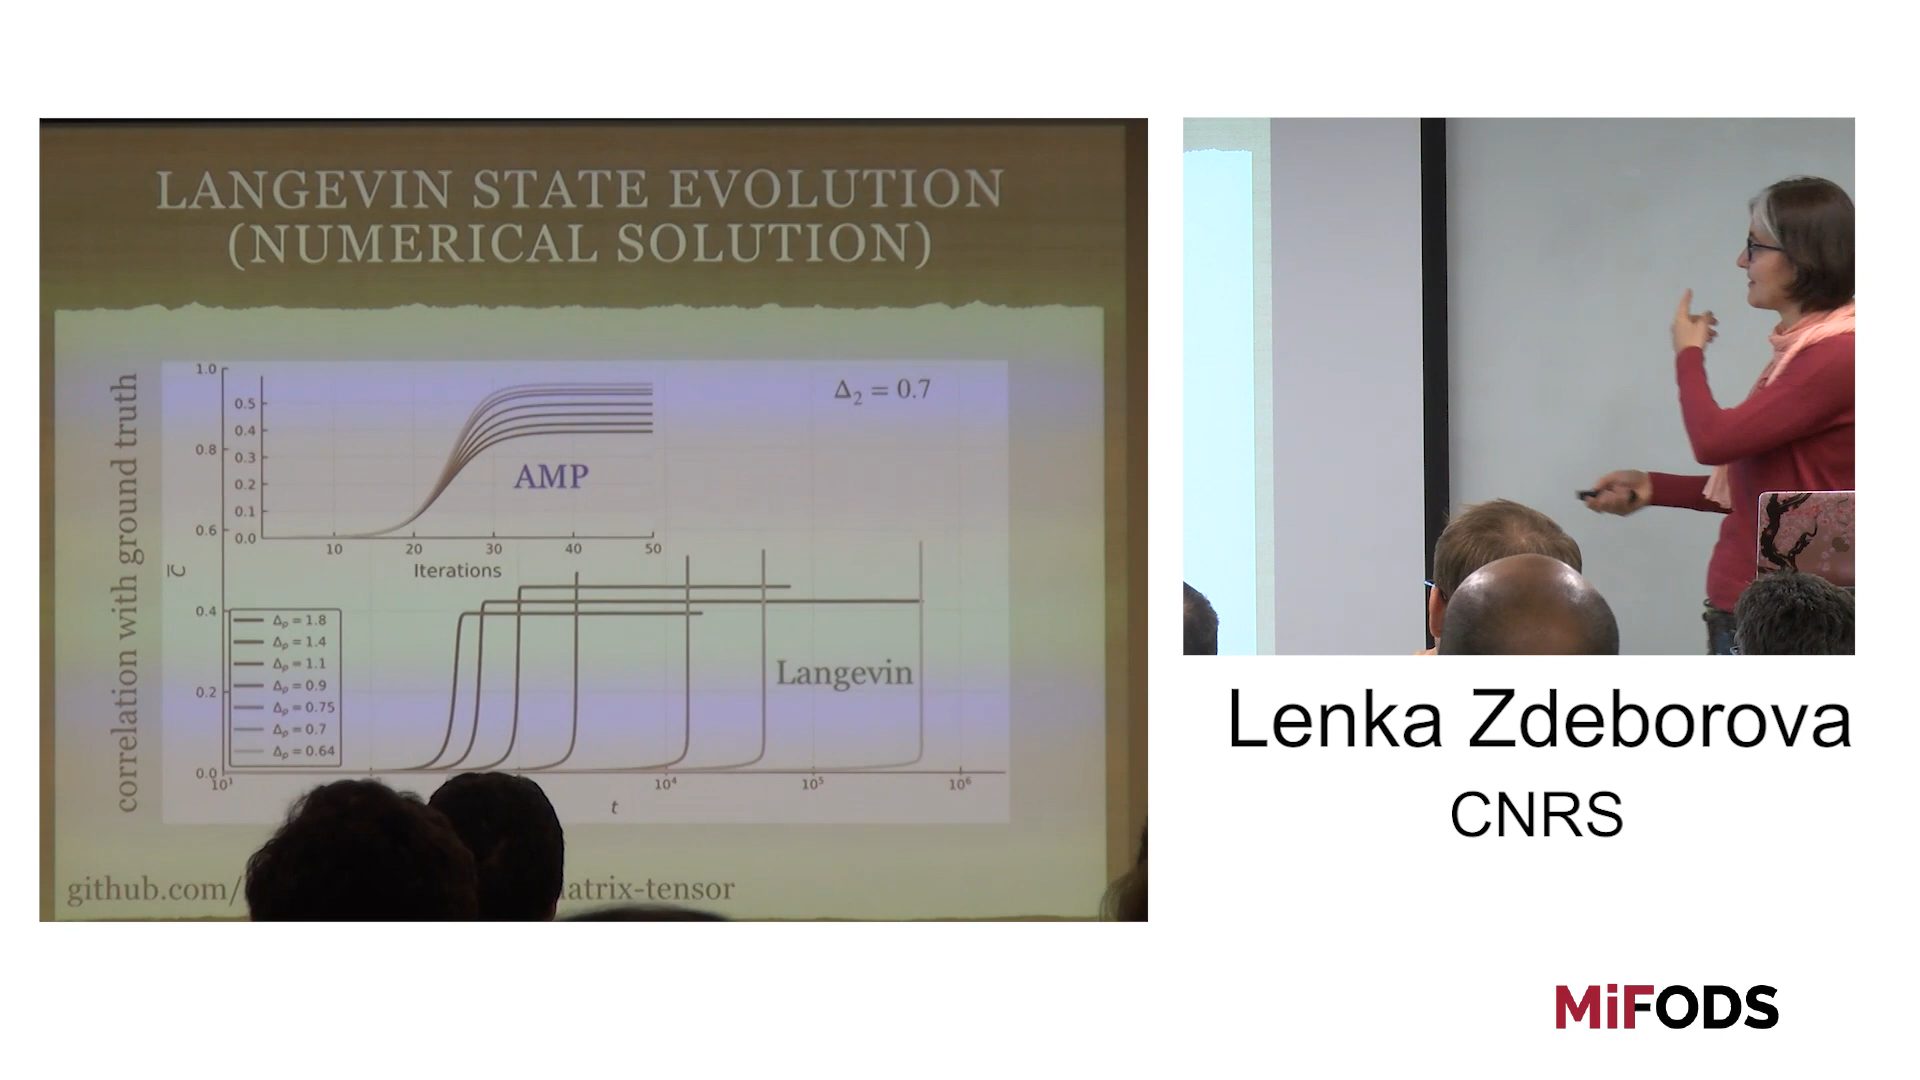 LANGEVIN STATE EVOLUTION
(NUMERICAL SOLUTION)
correlation with ground truth
C̅
1.0
0.8
0.6
0.4
0.2
0.0
0.5
0.4
0.3
0.2
0.1
0.0
10
20
30
40
50
Iterations
AMP
Δ₂ = 0.7
Δₚ = 1.8
Δₚ = 1.4
Δₚ = 1.1
Δₚ = 0.9
Δₚ = 0.75
Δₚ = 0.7
Δₚ = 0.64
Langevin
10¹
10⁴
10⁵
10⁶
t
github.com/
atrix-tensor
Lenka Zdeborova
CNRS
MiFODS